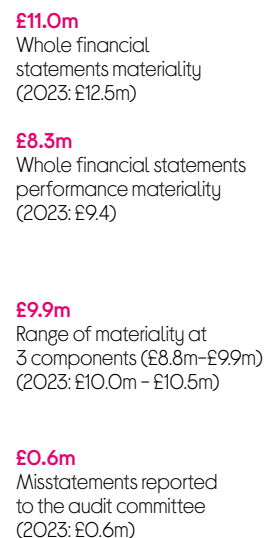 £11.0m
Whole financial
statements materiality
(2023: £12.5m)
£8.3m
Whole financial statements
performance materiality
(2023: £9.4)
£9.9m
Range of materiality at
3 components (£8.8m–£9.9m)
(2023: £10.0m – £10.5m)
£0.6m
Misstatements reported
to the audit committee
(2023: £0.6m)